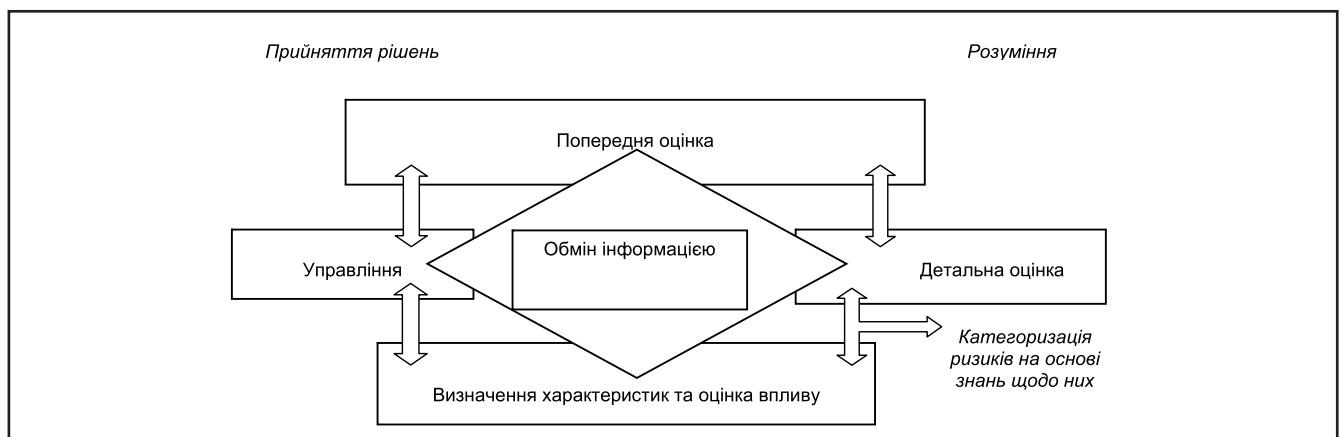 Прийняття рішень
Розуміння
Попередня оцінка
Обмін інформацією
Управління
Детальна оцінка
Категоризація
ризиків на основі
знань щодо них
Визначення характеристик та оцінка впливу